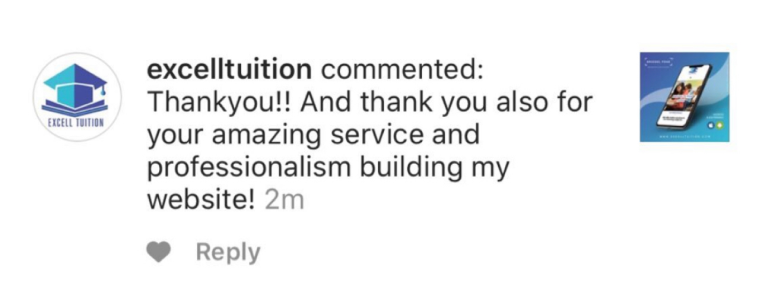 excelltuition commented:
Thankyou!! And thank you also for
your amazing service and
professionalism building my
website! 2m
Reply
EXCELL TUITION